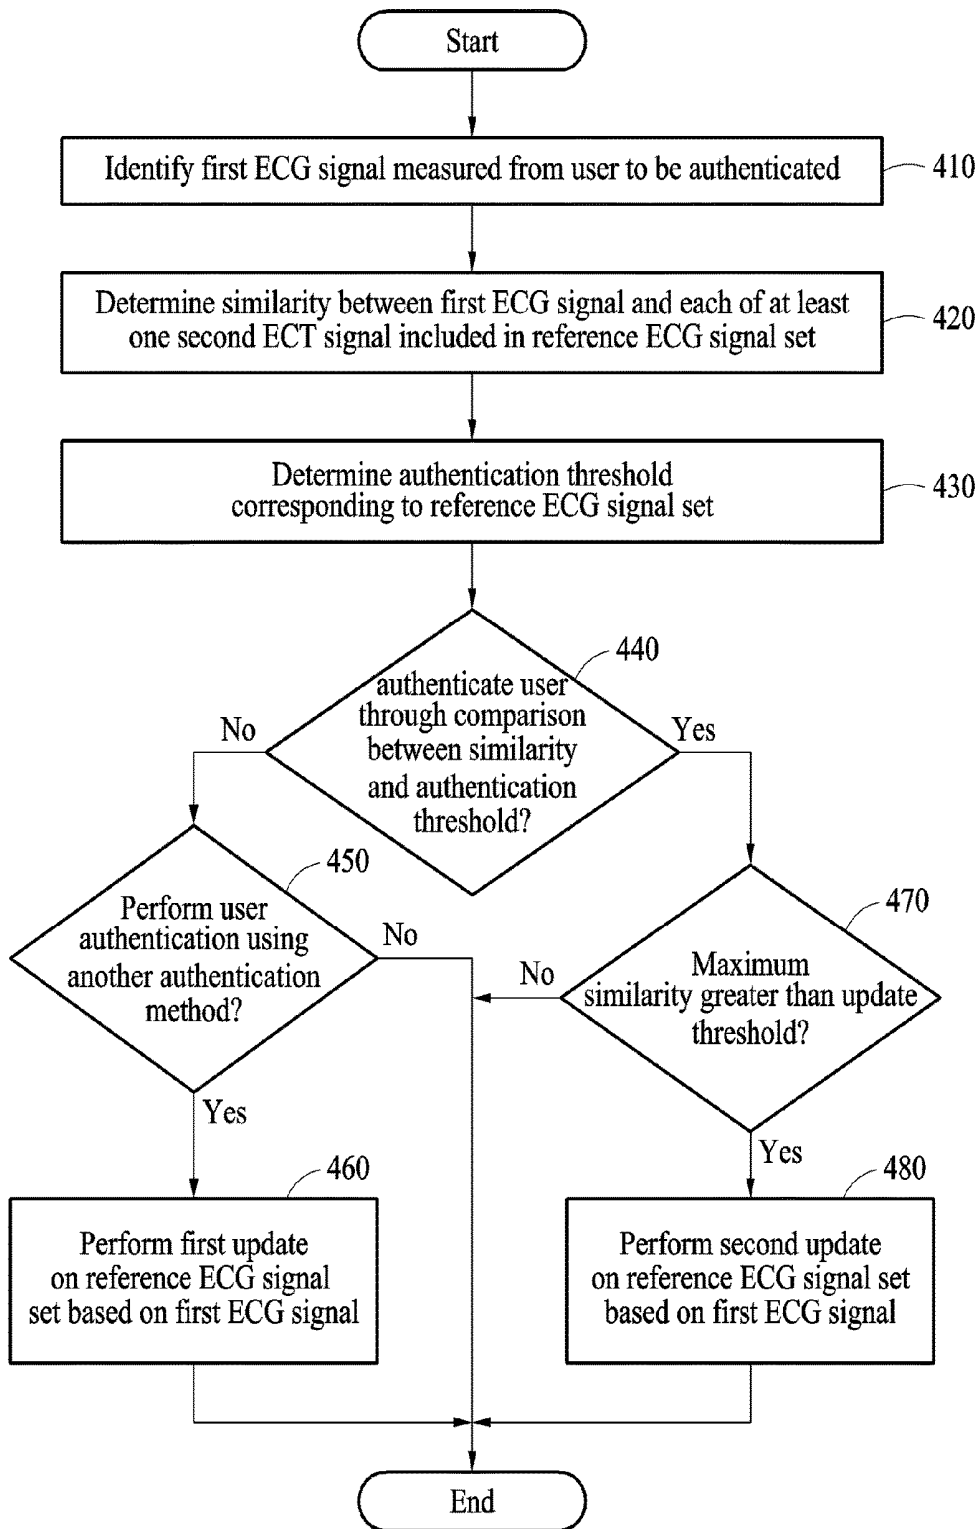 Start
Identify first ECG signal measured from user to be authenticated
410
Determine similarity between first ECG signal and each of at least
one second ECT signal included in reference ECG signal set
420
Determine authentication threshold
corresponding to reference ECG signal set
430
440
authenticate user
through comparison
between similarity
and authentication
threshold?
No
Yes
450
Perform user
authentication using
another authentication
method?
No
Yes
470
Maximum
similarity greater than update
threshold?
No
Yes
460
Perform first update
on reference ECG signal
set based on first ECG signal
480
Perform second update
on reference ECG signal set
based on first ECG signal
End